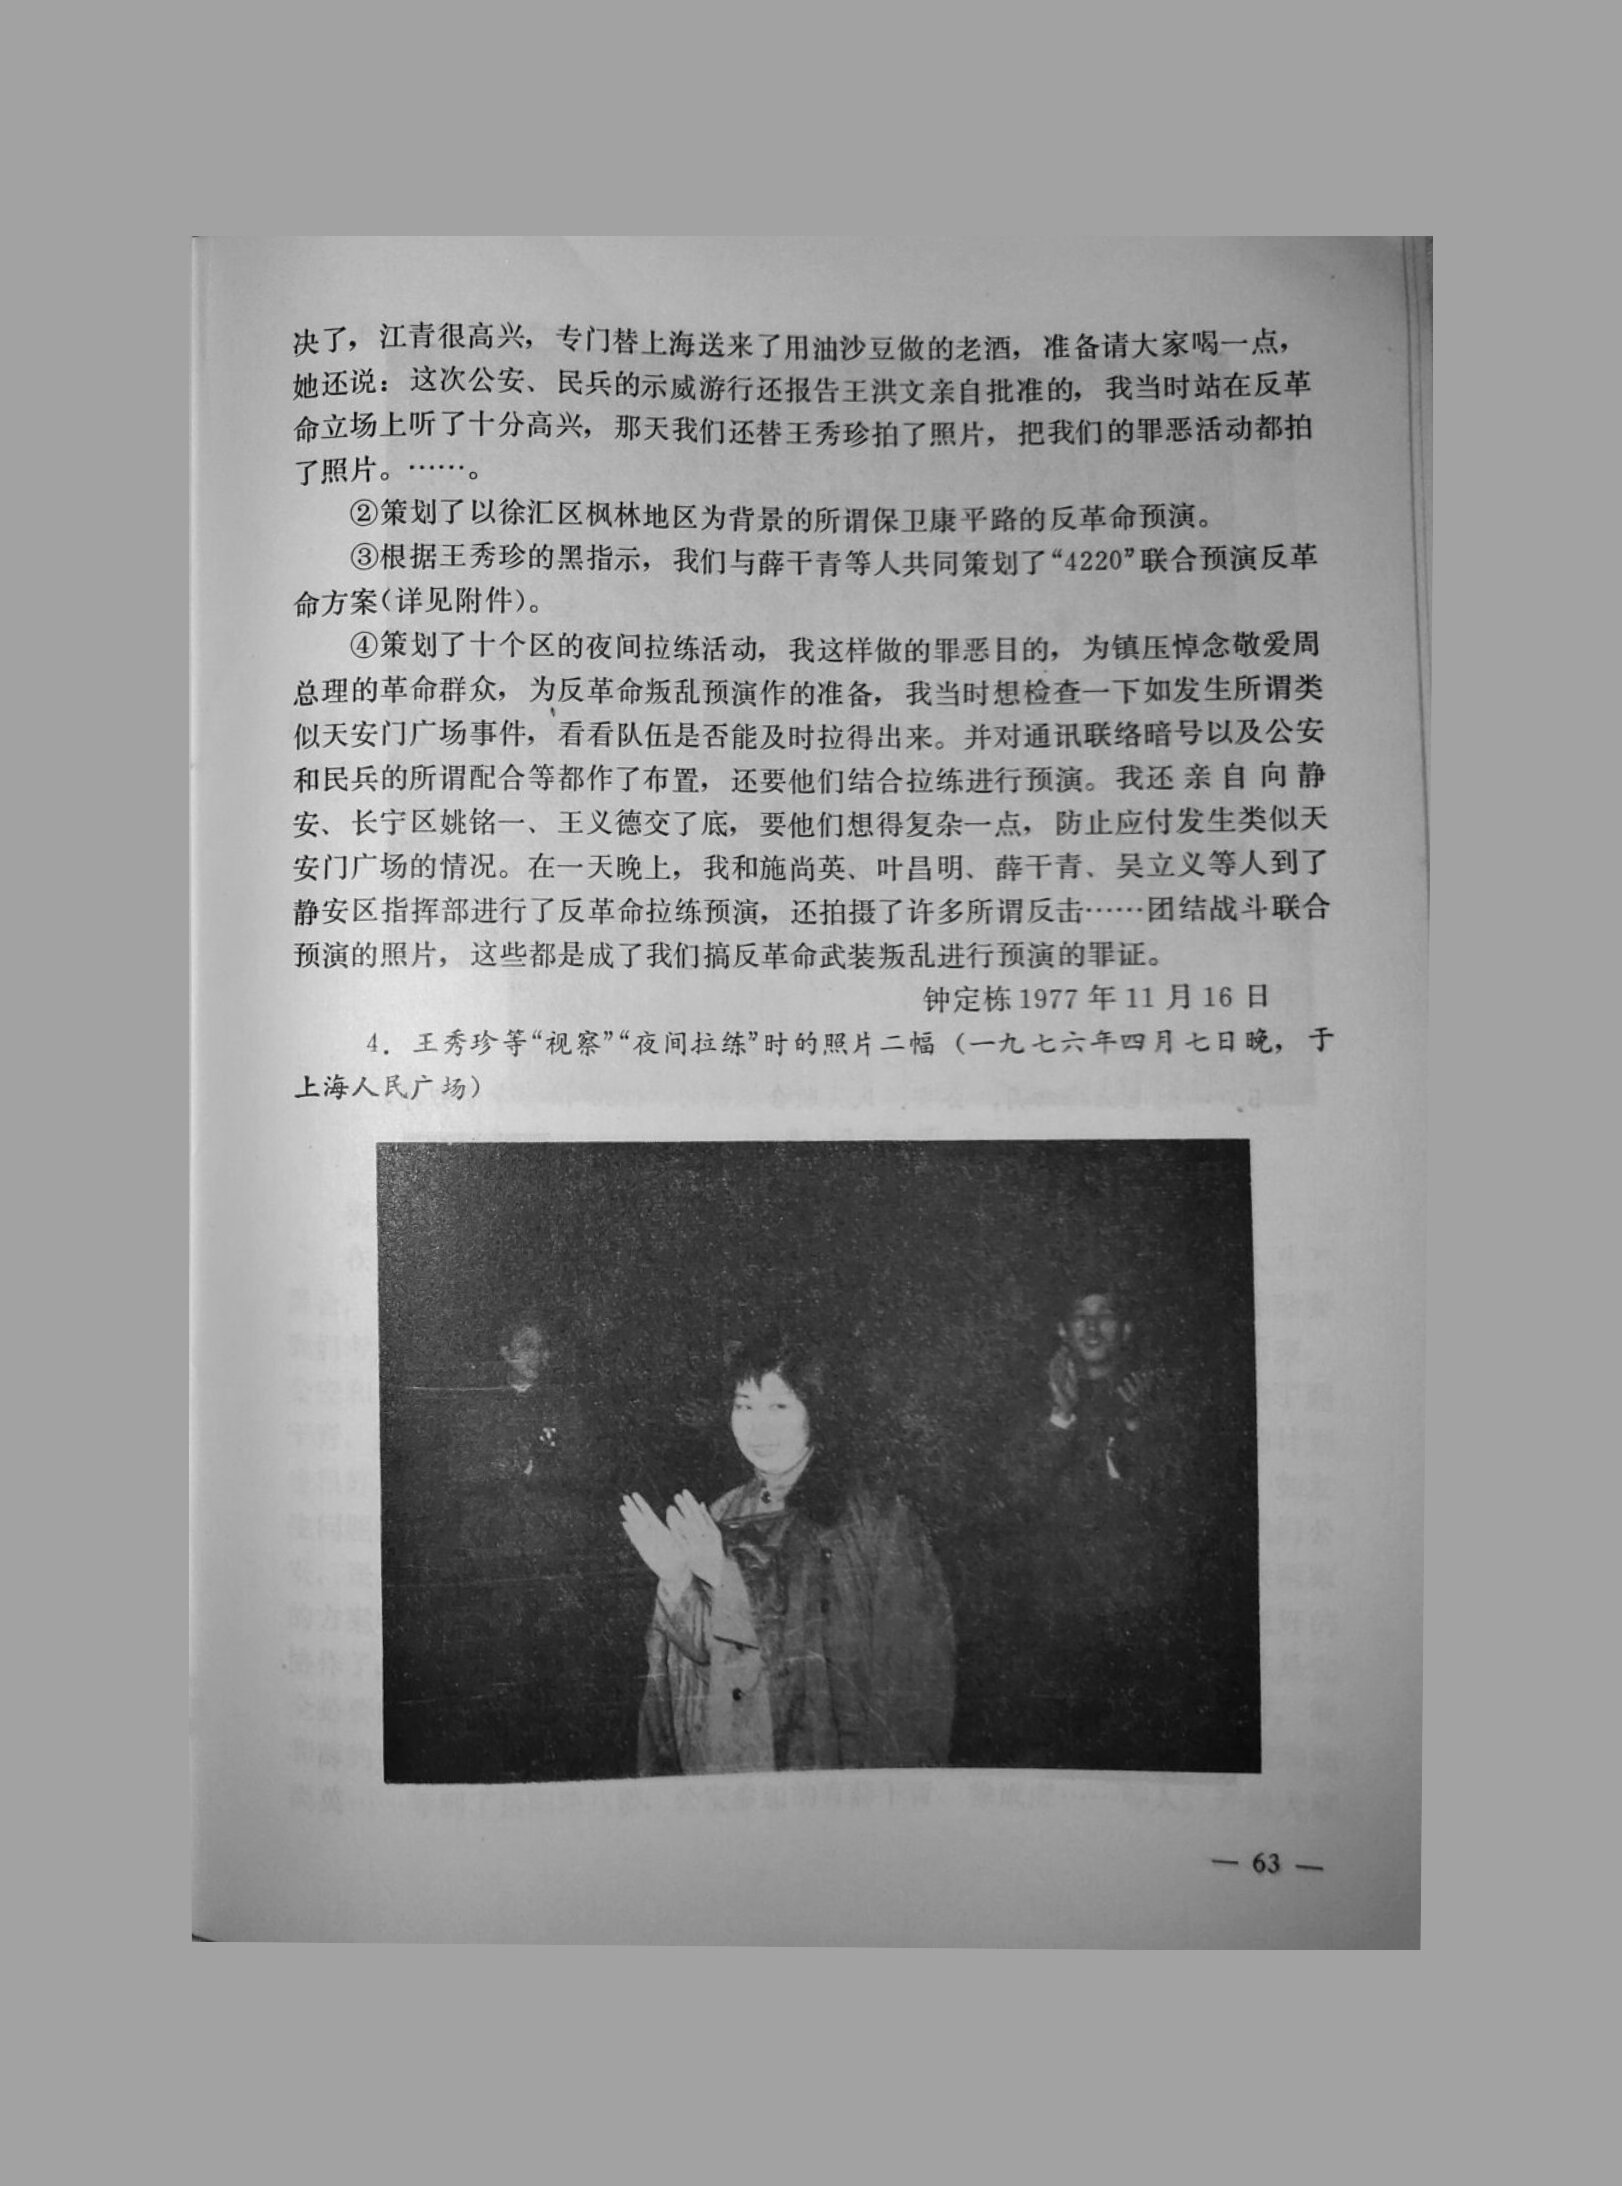 决了，江青很高兴，专门替上海送来了用油沙豆做的老酒，准备请大家喝一点，
她还说：这次公安、民兵的示威游行还报告王洪文亲自批准的，我当时站在反革
命立场上听了十分高兴，那天我们还替王秀珍拍了照片，把我们的罪恶活动都拍
了照片。……。
②策划了以徐汇区枫林地区为背景的所谓保卫康平路的反革命预演。
③根据王秀珍的黑指示，我们与薛干青等人共同策划了“4220”联合预演反革
命方案（详见附件）。
④策划了十个区的夜间拉练活动，我这样做的罪恶目的，为镇压悼念敬爱周
总理的革命群众，为反革命叛乱预演作的准备，我当时想检查一下如发生所谓类
似天安门广场事件，看看队伍是否能及时拉得出来。并对通讯联络暗号以及公安
和民兵的所谓配合等都作了布置，还要他们结合拉练进行预演。我还亲自向静
安、长宁区姚铭一、王义德交了底，要他们想得复杂一点，防止应付发生类似天
安门广场的情况。在一天晚上，我和施尚英、叶昌明、薛干青、吴立义等人到了
静安区指挥部进行了反革命拉练预演，还拍摄了许多所谓反击……团结战斗联合
预演的照片，这些都是成了我们搞反革命武装叛乱进行预演的罪证。
钟定栋1977年11月16日
4．王秀珍等“视察”“夜间拉练”时的照片二幅（一九七六年四月七日晚，于
上海人民广场）
— 63 —